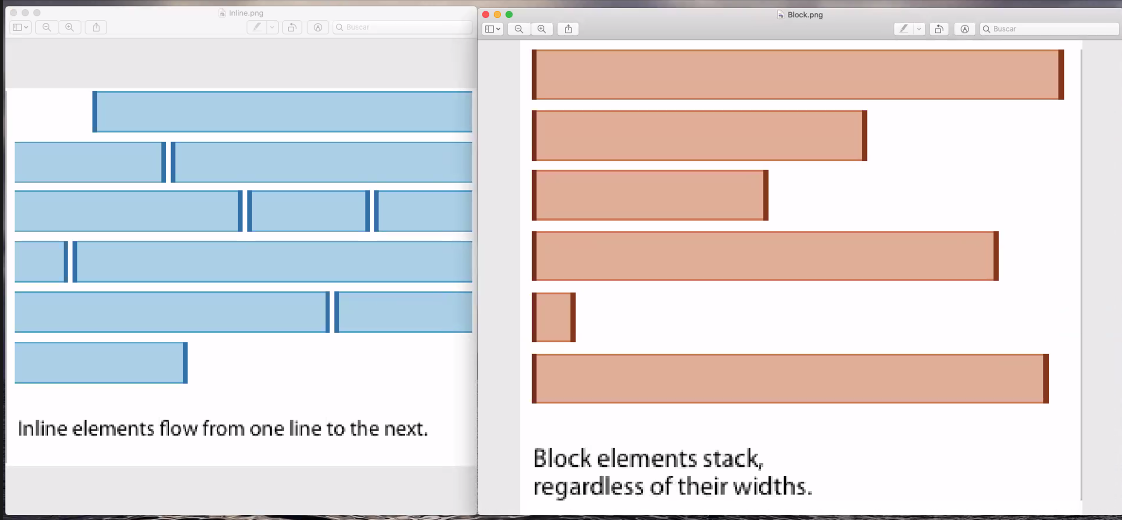 Inline.png
Buscar
Inline elements flow from one line to the next.
Block.png
Buscar
Block elements stack,
regardless of their widths.